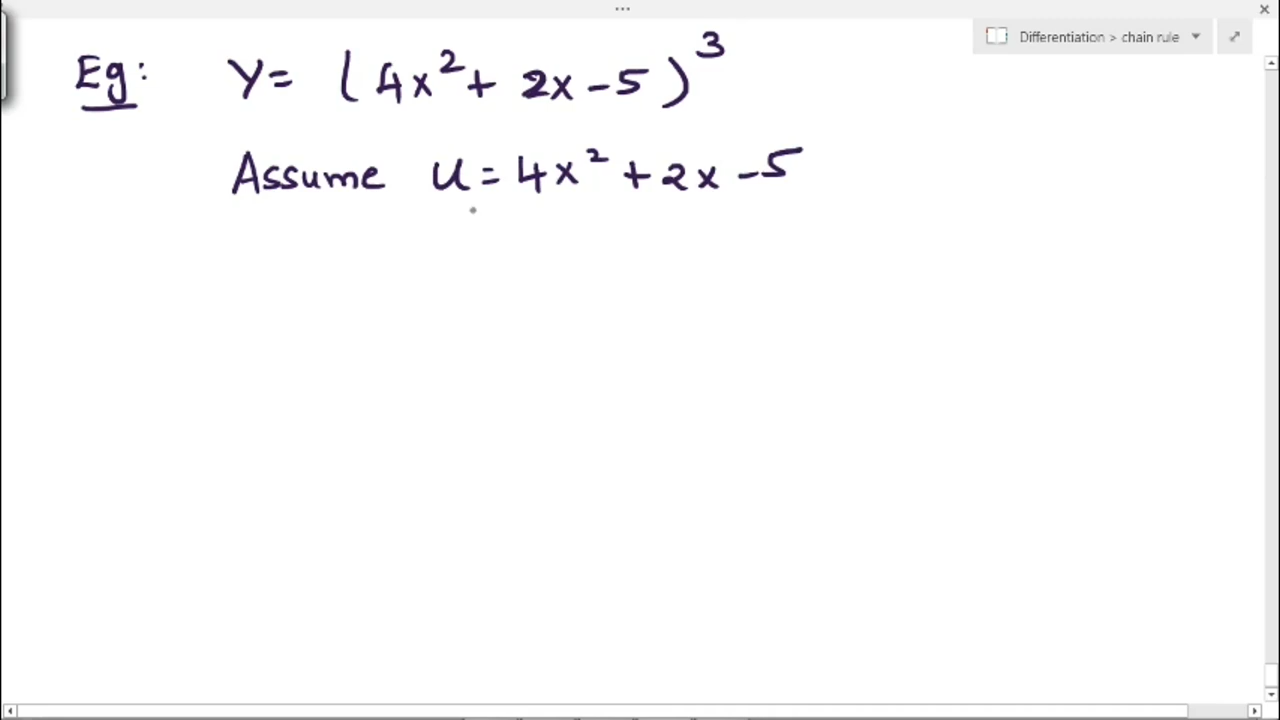 Differentiation > chain rule
Eg: Y= (4x²+ 2x-5)³
Assume u=4x²+2x-5